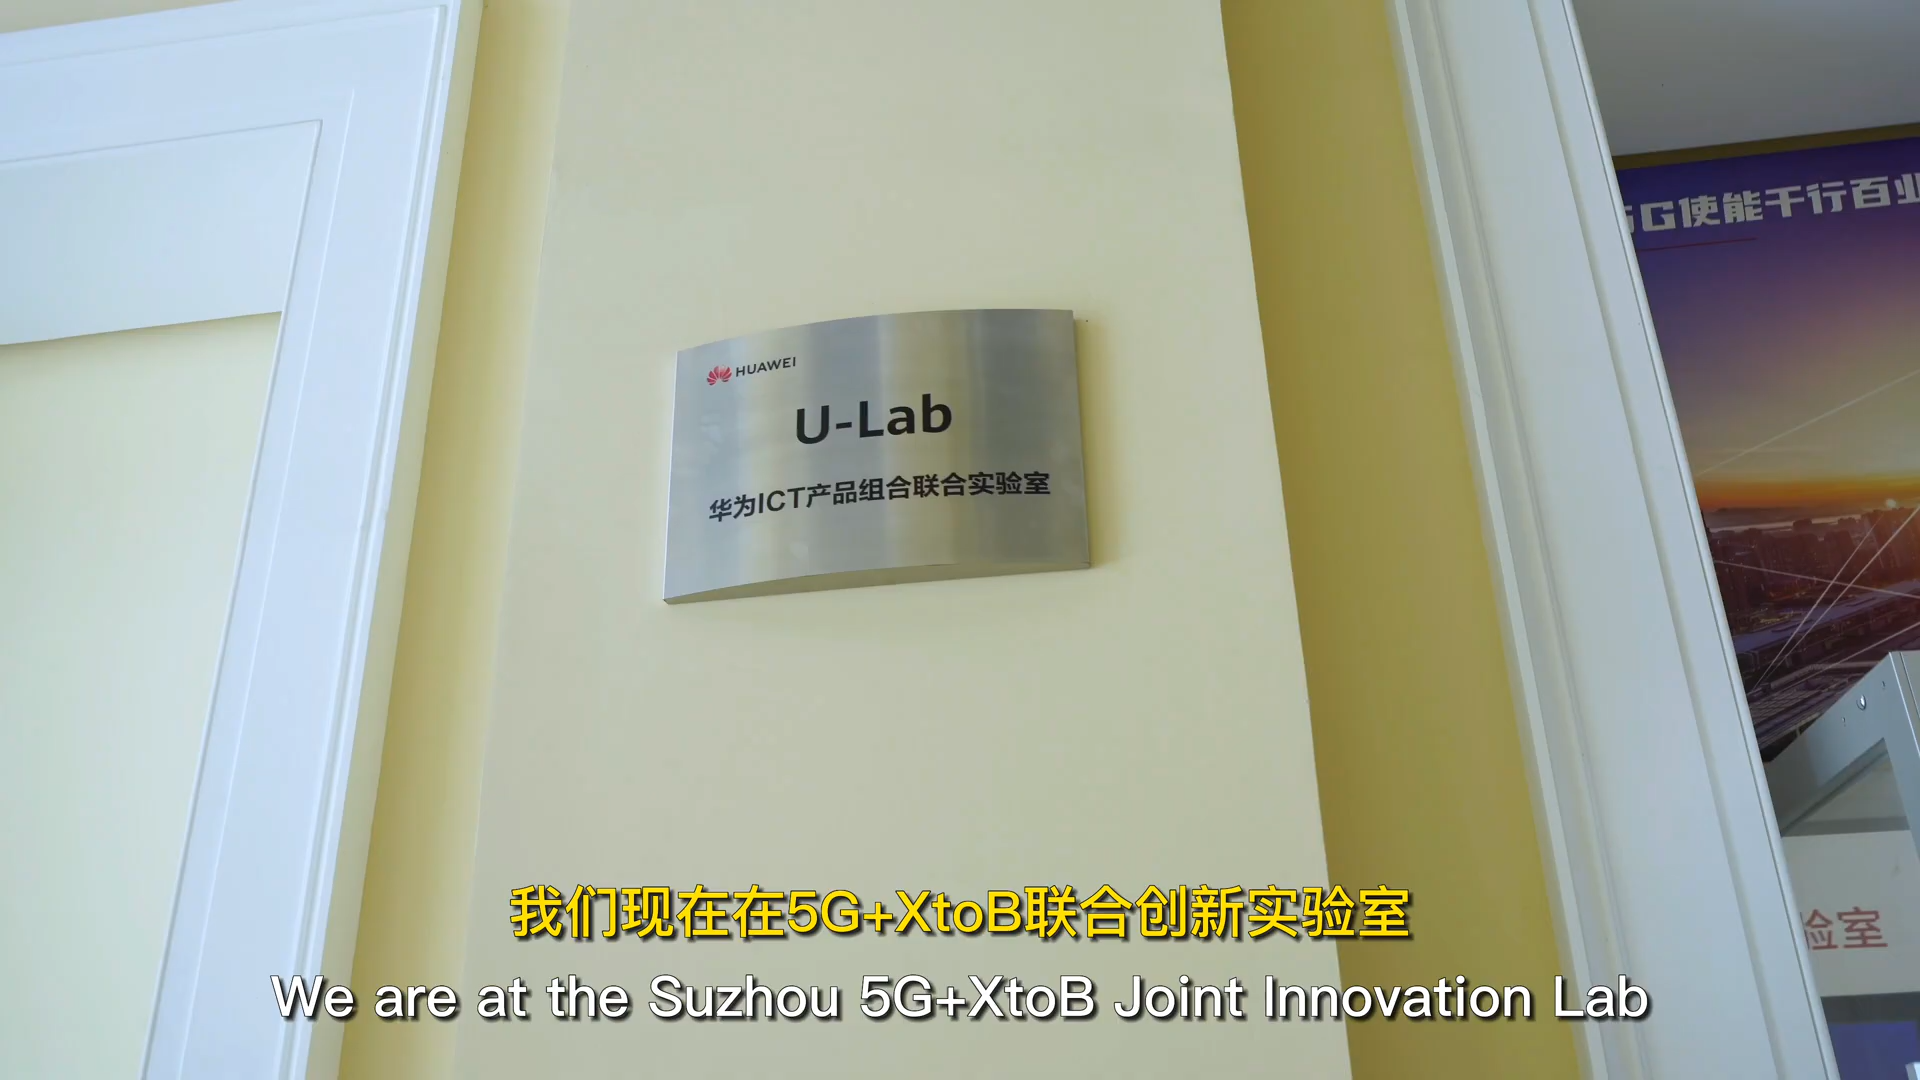 5G使能千行百业
HUAWEI
U-Lab
华为ICT产品组合联合实验室
验室
我们现在在5G+XtoB联合创新实验室
We are at the Suzhou 5G+XtoB Joint Innovation Lab